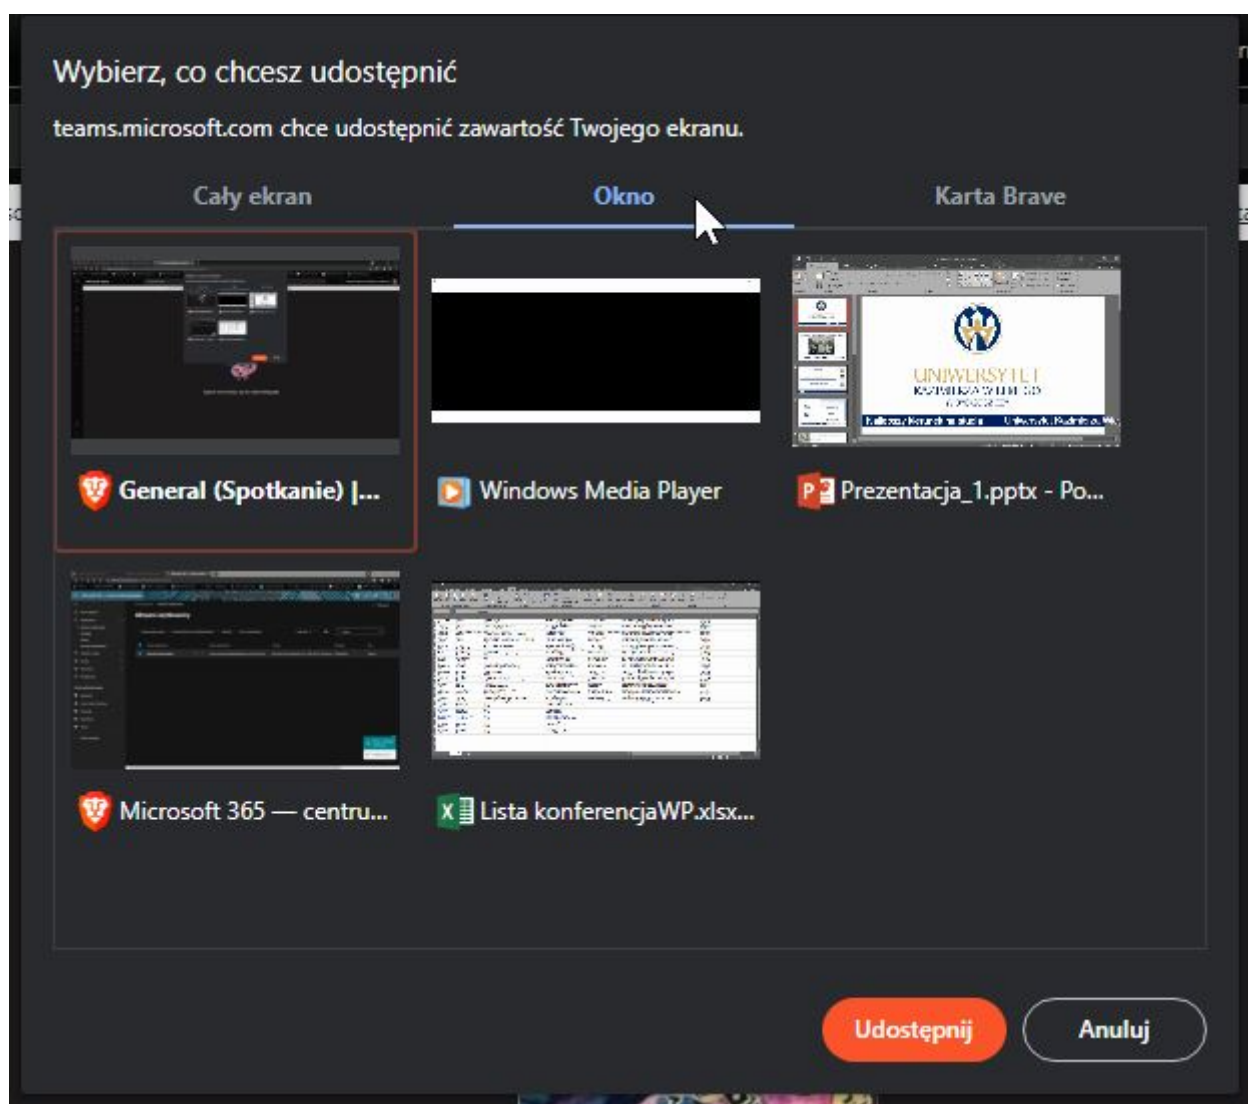 Wybierz, co chcesz udostępnić
teams.microsoft.com chce udostępnić zawartość Twojego ekranu.
Cały ekran
Okno
Karta Brave
UNIWERSYTET
General (Spotkanie) |...
Windows Media Player
Prezentacja_1.pptx - Po...
Microsoft 365 — centru...
Lista konferencjaWP.xlsx...
Udostępnij
Anuluj